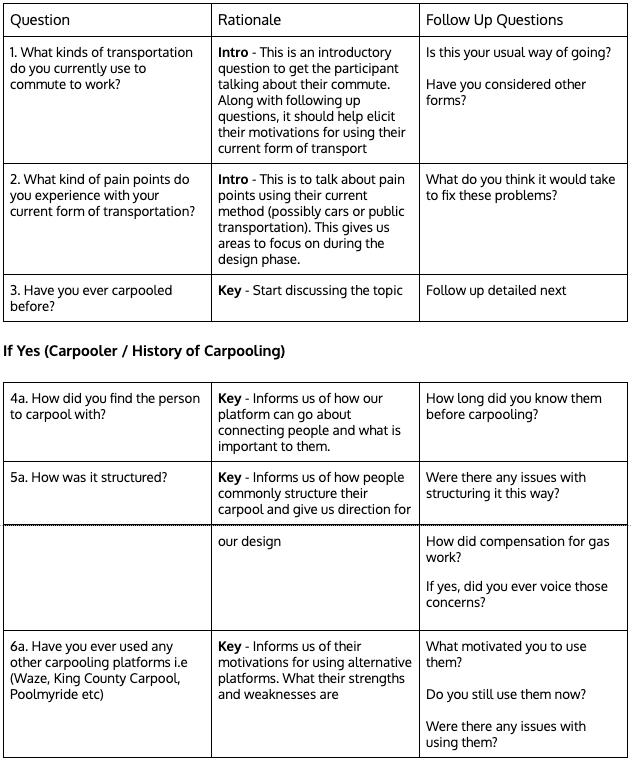 Question
Rationale
Follow Up Questions
1. What kinds of transportation
do you currently use to
commute to work?
Intro - This is an introductory
question to get the participant
talking about their commute.
Along with following up
questions, it should help elicit
their motivations for using their
current form of transport
Is this your usual way of going?
Have you considered other
forms?
2. What kind of pain points do
you experience with your
current form of transportation?
Intro - This is to talk about pain
points using their current
method (possibly cars or public
transportation). This gives us
areas to focus on during the
design phase.
What do you think it would take
to fix these problems?
3. Have you ever carpooled
before?
Key - Start discussing the topic
Follow up detailed next
If Yes (Carpooler / History of Carpooling)
4a. How did you find the person
to carpool with?
Key - Informs us of how our
platform can go about
connecting people and what is
important to them.
How long did you know them
before carpooling?
5a. How was it structured?
Key - Informs us of how people
commonly structure their
carpool and give us direction for
Were there any issues with
structuring it this way?
our design
How did compensation for gas
work?
If yes, did you ever voice those
concerns?
6a. Have you ever used any
other carpooling platforms i.e
(Waze, King County Carpool,
Poolmyride etc)
Key - Informs us of their
motivations for using alternative
platforms. What their strengths
and weaknesses are
What motivated you to use
them?
Do you still use them now?
Were there any issues with
using them?